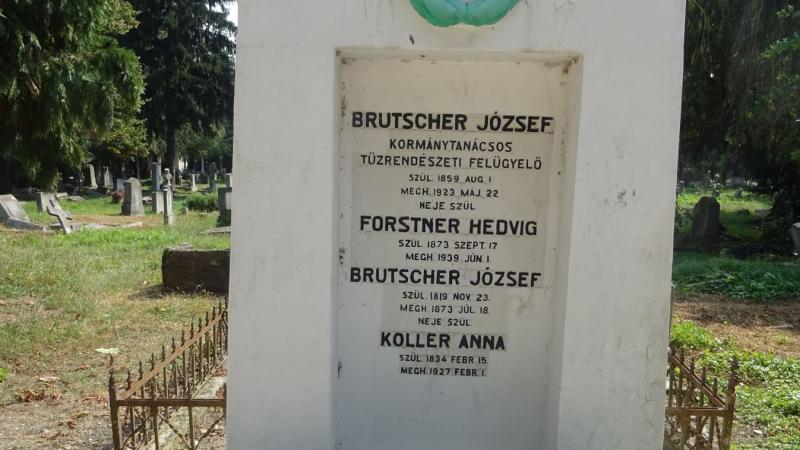 BRUTSCHER JÓZSEF
KORMÁNYTANÁCSOS
TŰZRENDÉSZETI FELÜGYELŐ
SZÜL. 1859. AUG. 1
MEGH. 1923. MÁJ. 22
NEJE SZÜL.
FORSTNER HEDVIG
SZÜL. 1873 SZEPT. 17.
MEGH. 1939. JÚN. 1.
BRUTSCHER JÓZSEF
SZÜL. 1819 NOV. 23.
MEGH. 1873 JÚL. 18.
NEJE SZÜL.
KOLLER ANNA
SZÜL. 1834 FEBR. 15.
MEGH. 1927 FEBR. 1.